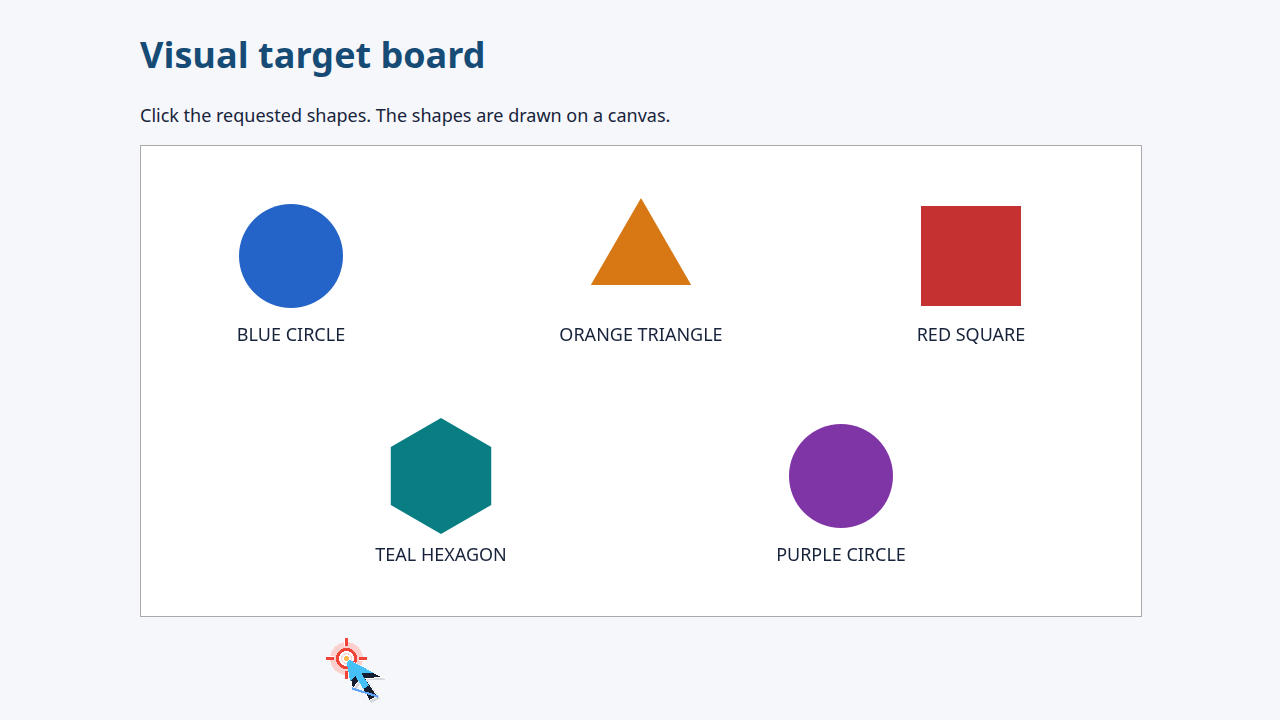 Visual target board
Click the requested shapes. The shapes are drawn on a canvas.
BLUE CIRCLE
ORANGE TRIANGLE
RED SQUARE
TEAL HEXAGON
PURPLE CIRCLE